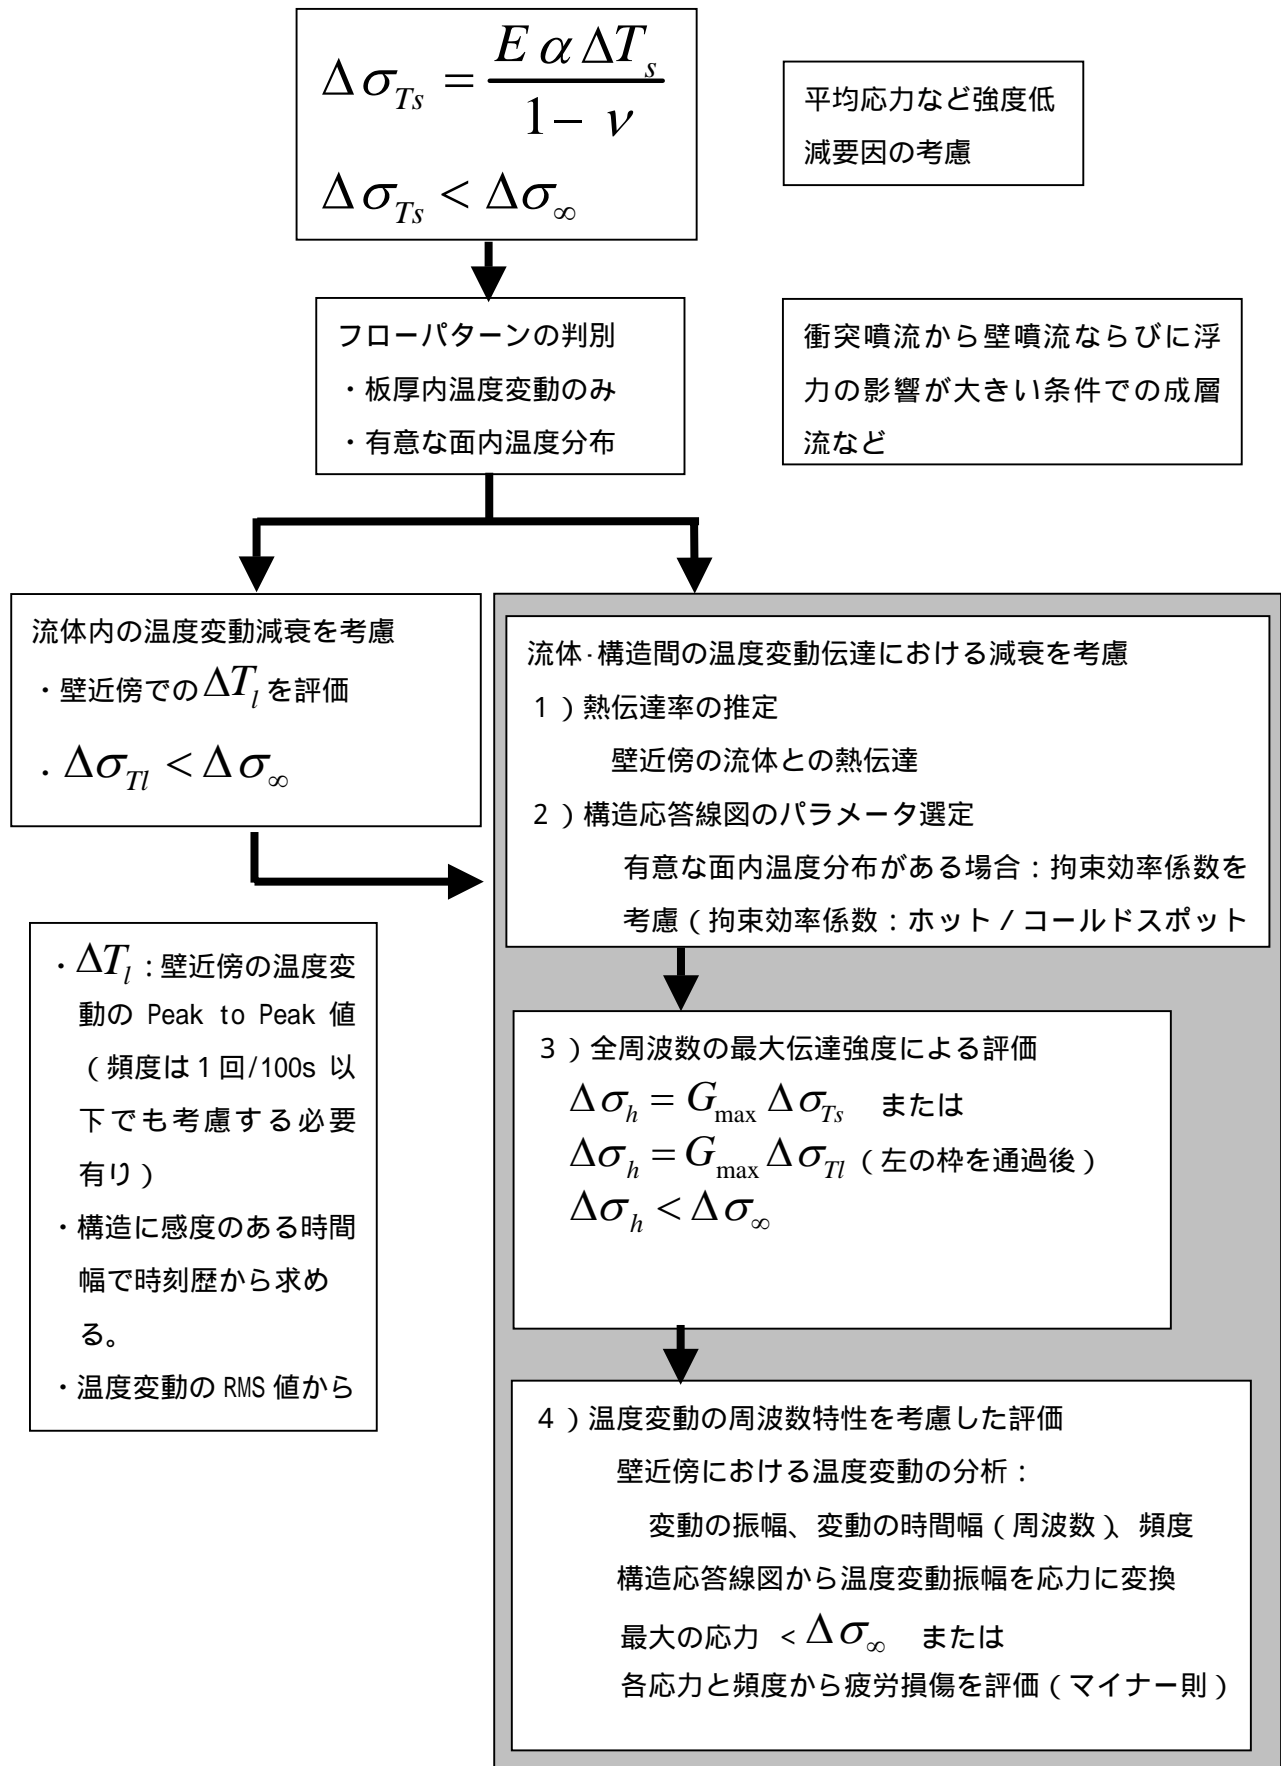 Δσ_{Ts} = \frac{E α ΔT_s}{1 − ν}
Δσ_{Ts} < Δσ_∞
平均応力など強度低
減要因の考慮
フローパターンの判別
・板厚内温度変動のみ
・有意な面内温度分布
衝突噴流から壁噴流ならびに浮
力の影響が大きい条件での成層
流など
流体内の温度変動減衰を考慮
・壁近傍での ΔT_l を評価
・Δσ_{Tl} < Δσ_∞
・ΔT_l：壁近傍の温度変
動の Peak to Peak 値
（頻度は１回/100s 以
下でも考慮する必要
有り）
・構造に感度のある時間
幅で時刻歴から求め
る。
・温度変動の RMS 値から
流体･構造間の温度変動伝達における減衰を考慮
１）熱伝達率の推定
壁近傍の流体との熱伝達
２）構造応答線図のパラメータ選定
有意な面内温度分布がある場合：拘束効率係数を
考慮（拘束効率係数：ホット／コールドスポット
３）全周波数の最大伝達強度による評価
Δσ_h = G_{max} Δσ_{Ts} または
Δσ_h = G_{max} Δσ_{Tl}（左の枠を通過後）
Δσ_h < Δσ_∞
４）温度変動の周波数特性を考慮した評価
壁近傍における温度変動の分析：
変動の振幅、変動の時間幅（周波数）、頻度
構造応答線図から温度変動振幅を応力に変換
最大の応力 < Δσ_∞ または
各応力と頻度から疲労損傷を評価（マイナー則）